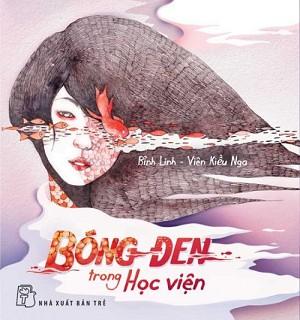 Bình Linh - Viên Kiều Nga
BÓNG ĐEN
trong Học viện
NHÀ XUẤT BẢN TRẺ